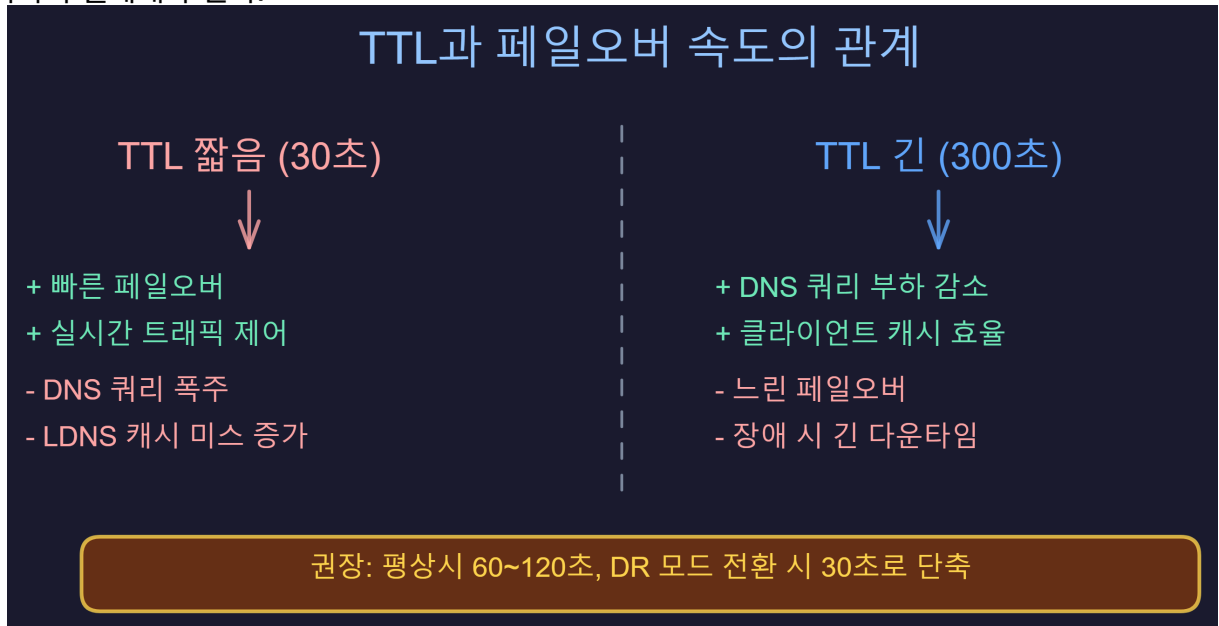 TTL과 페일오버 속도의 관계
TTL 짧음 (30초)
+ 빠른 페일오버
+ 실시간 트래픽 제어
- DNS 쿼리 폭주
- LDNS 캐시 미스 증가
TTL 긴 (300초)
+ DNS 쿼리 부하 감소
+ 클라이언트 캐시 효율
- 느린 페일오버
- 장애 시 긴 다운타임
권장: 평상시 60~120초, DR 모드 전환 시 30초로 단축